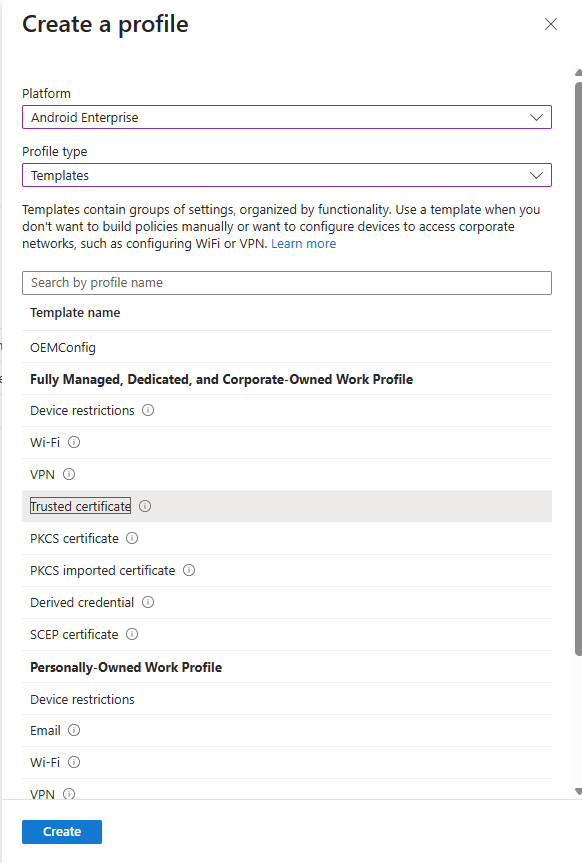 Create a profile
Platform
Android Enterprise
Profile type
Templates
Templates contain groups of settings, organized by functionality. Use a template when you
don't want to build policies manually or want to configure devices to access corporate
networks, such as configuring WiFi or VPN. Learn more
Search by profile name
Template name
OEMConfig
Fully Managed, Dedicated, and Corporate-Owned Work Profile
Device restrictions
Wi-Fi
VPN
Trusted certificate
PKCS certificate
PKCS imported certificate
Derived credential
SCEP certificate
Personally-Owned Work Profile
Device restrictions
Email
Wi-Fi
VPN
Create